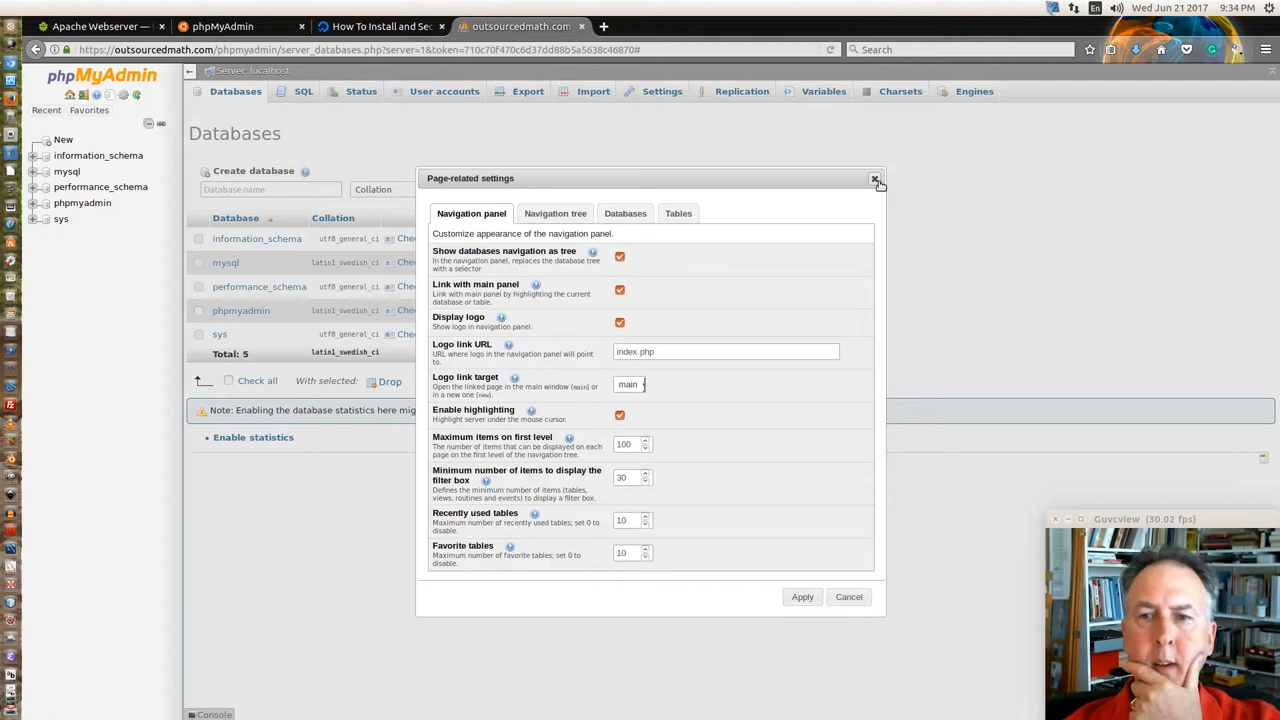 En Wed Jun 21 2017 9:34 PM
Apache Webserver —
phpMyAdmin
How To Install and Sec
outsourcedmath.com
https://outsourcedmath.com/phpmyadmin/server_databases.php?server=1&token=710c70f470c6d37dd88b5a5638c46870#
Search
phpMyAdmin
Recent Favorites
New
information_schema
mysql
performance_schema
phpmyadmin
sys
Server: localhost
Databases SQL Status User accounts Export Import Settings Replication Variables Charsets Engines
Databases
Create database
Database name
Collation
Database Collation
information_schema utf8_general_ci Chec
mysql latin1_swedish_ci Chec
performance_schema utf8_general_ci Chec
phpmyadmin latin1_swedish_ci Chec
sys utf8_general_ci Chec
Total: 5 latin1_swedish_ci
Check all With selected: Drop
Note: Enabling the database statistics here mig
Enable statistics
Page-related settings
Navigation panel Navigation tree Databases Tables
Customize appearance of the navigation panel.
Show databases navigation as tree
In the navigation panel, replaces the database tree
with a selector
Link with main panel
Link with main panel by highlighting the current
database or table.
Display logo
Show logo in navigation panel.
Logo link URL
URL where logo in the navigation panel will point
to.
index.php
Logo link target
Open the linked page in the main window (main) or
in a new one (new).
main
Enable highlighting
Highlight server under the mouse cursor.
Maximum items on first level
The number of items that can be displayed on each
page on the first level of the navigation tree.
100
Minimum number of items to display the
filter box
Defines the minimum number of items (tables,
views, routines and events) to display a filter box.
30
Recently used tables
Maximum number of recently used tables; set 0 to
disable.
10
Favorite tables
Maximum number of favorite tables; set 0 to
disable.
10
Apply Cancel
Guvcview (30.02 fps)
Console